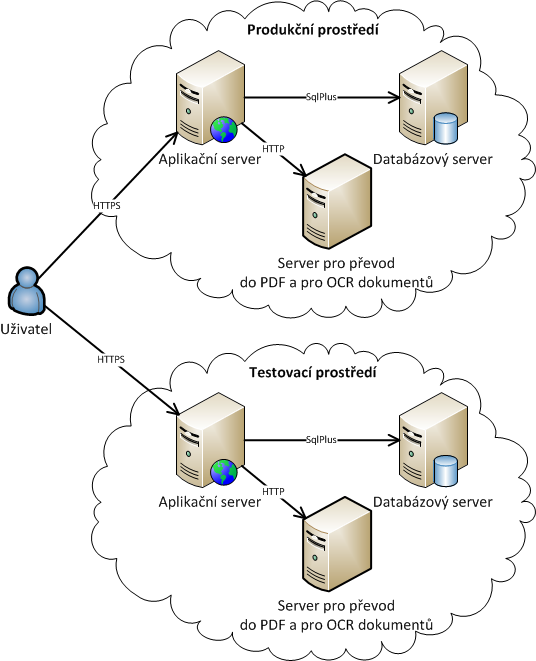 Produkční prostředí
SqlPlus
HTTP
Aplikační server
Databázový server
HTTPS
Server pro převod
do PDF a pro OCR dokumentů
Uživatel
HTTPS
Testovací prostředí
SqlPlus
HTTP
Aplikační server
Databázový server
Server pro převod
do PDF a pro OCR dokumentů